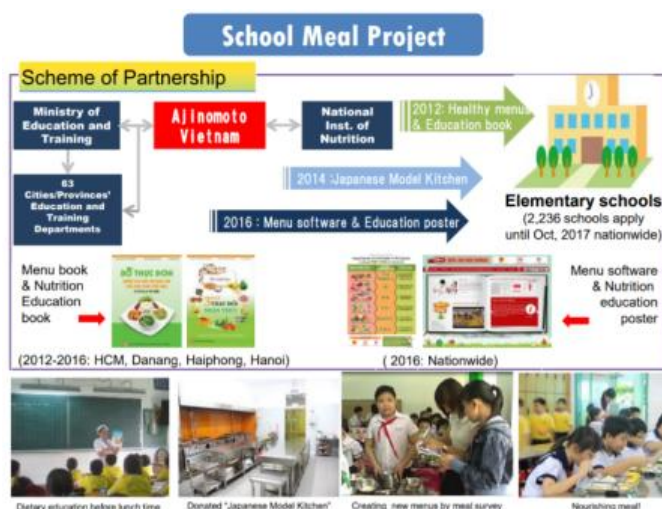 School Meal Project
Scheme of Partnership
Ministry of
Education and
Training
Ajinomoto
Vietnam
National
Inst. of
Nutrition
2012: Healthy menus
& Education book
63
Cities/Provinces'
Education and
Training
Departments
2014 :Japanese Model Kitchen
2016 : Menu software & Education poster
Elementary schools
(2,236 schools apply
until Oct, 2017 nationwide)
Menu book
& Nutrition
Education
book
THỰC ĐƠN
Menu software
& Nutrition
education
poster
(2012-2016: HCM, Danang, Haiphong, Hanoi)
( 2016: Nationwide)
Dietary education before lunch time
Donated "Japanese Model Kitchen"
Creating new menus by meal survey
Nourishing meal!